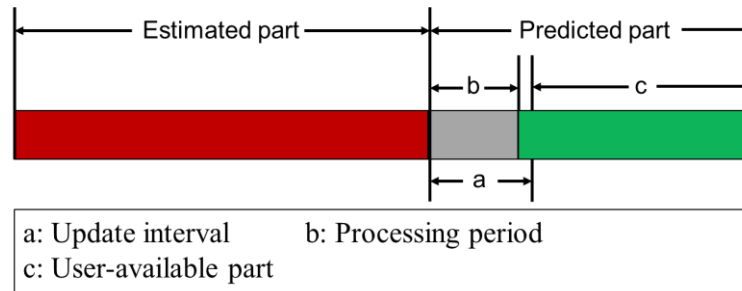 Estimated part Predicted part
b c
a
a: Update interval b: Processing period
c: User-available part